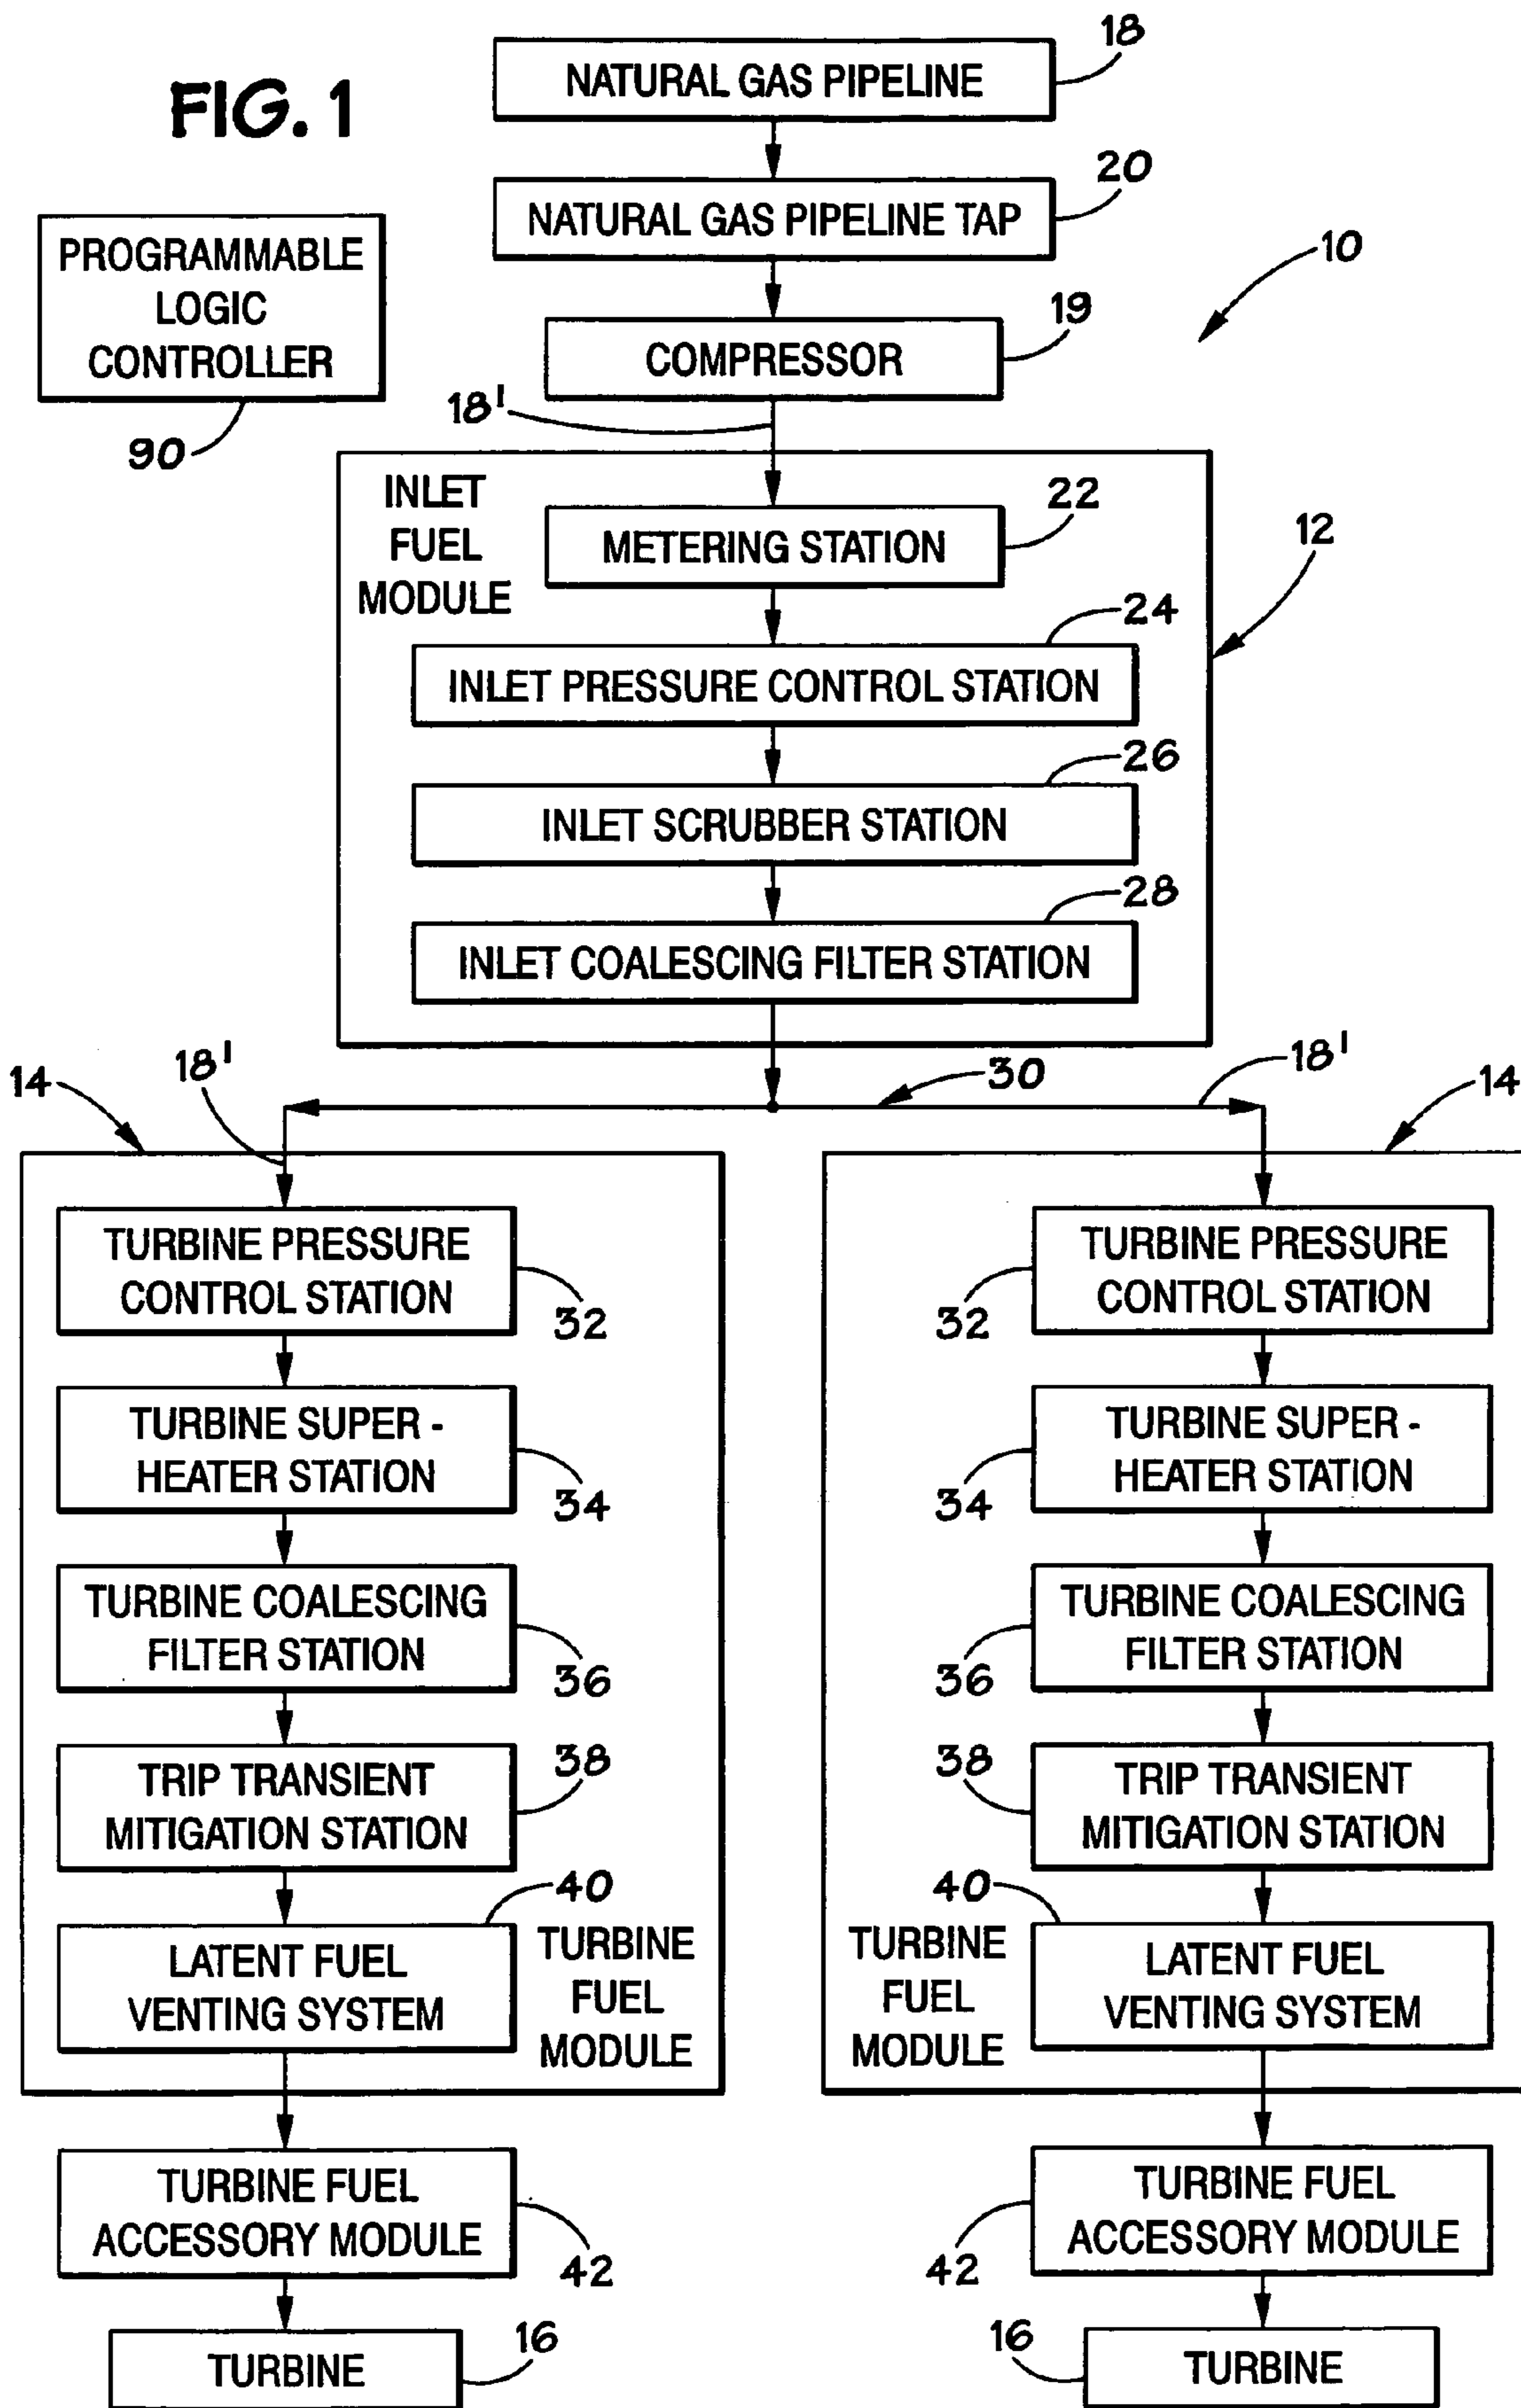 FIG. 1
18
NATURAL GAS PIPELINE
20
NATURAL GAS PIPELINE TAP
PROGRAMMABLE
LOGIC
CONTROLLER
90
10
19
COMPRESSOR
18'
INLET
FUEL
MODULE
22
METERING STATION
12
24
INLET PRESSURE CONTROL STATION
26
INLET SCRUBBER STATION
28
INLET COALESCING FILTER STATION
14
18'
30
18'
14
TURBINE PRESSURE
CONTROL STATION
32
TURBINE SUPER -
HEATER STATION
34
TURBINE COALESCING
FILTER STATION
36
TRIP TRANSIENT
MITIGATION STATION
38
40
LATENT FUEL
VENTING SYSTEM
TURBINE
FUEL
MODULE
TURBINE FUEL
ACCESSORY MODULE
42
TURBINE
16
32
TURBINE PRESSURE
CONTROL STATION
34
TURBINE SUPER -
HEATER STATION
36
TURBINE COALESCING
FILTER STATION
38
TRIP TRANSIENT
MITIGATION STATION
40
TURBINE
FUEL
MODULE
LATENT FUEL
VENTING SYSTEM
42
TURBINE FUEL
ACCESSORY MODULE
16
TURBINE